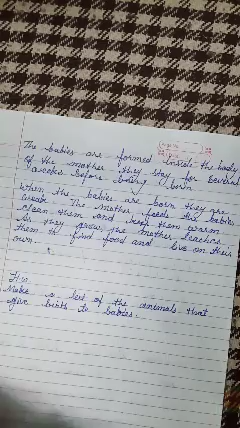 The babies are formed inside the body
of the mother. They stay for several
weeks before being born
When the babies are born they are
weak. The mother feeds the babies
clean them and keep them warm
As they grow, the mother teaches
them to find food and live on their
own.
Make a list of the animals that
give birth to babies.